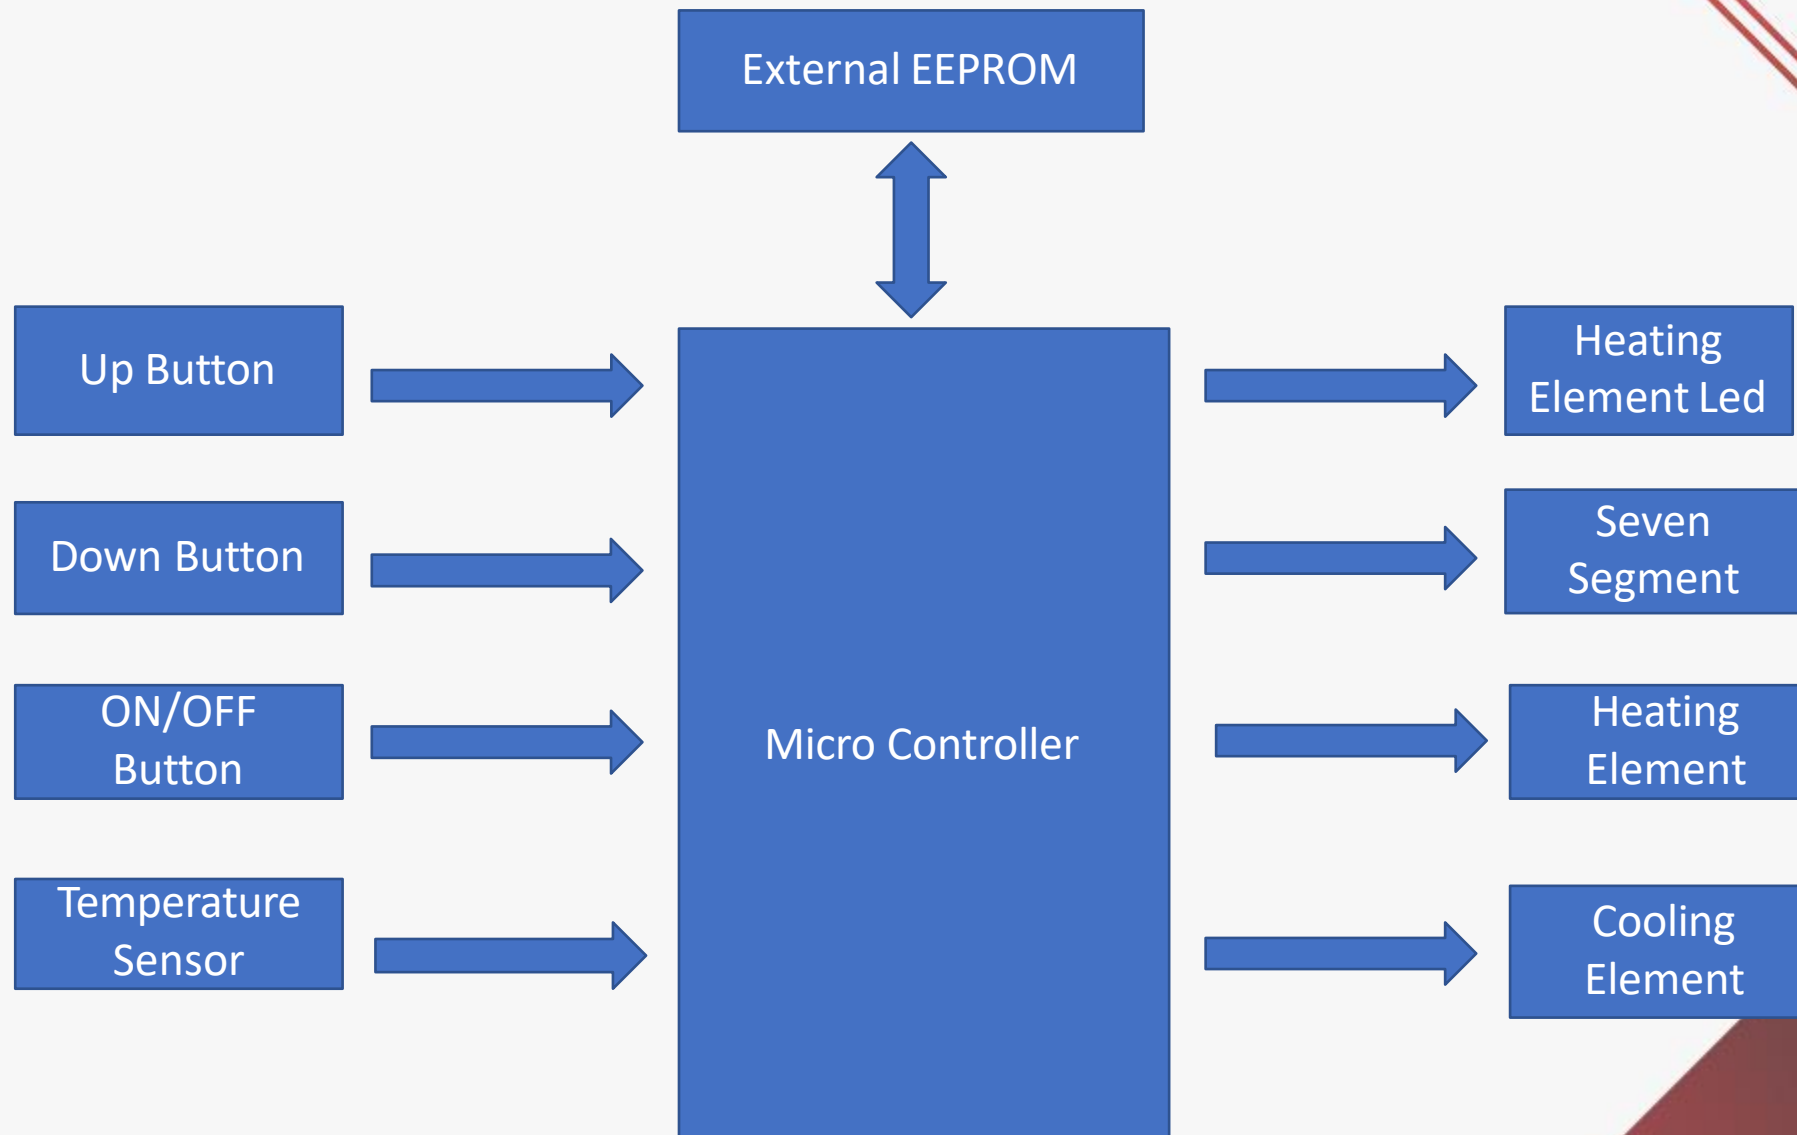 External EEPROM
Up Button
Heating
Element Led
Down Button
Seven
Segment
ON/OFF
Button
Micro Controller
Heating
Element
Temperature
Sensor
Cooling
Element